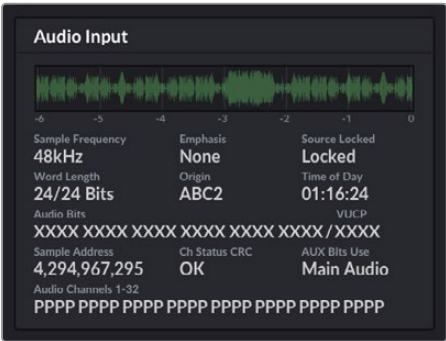 Audio Input
-6 -5 -4 -3 -2 -1 0
Sample Frequency Emphasis Source Locked
48kHz None Locked
Word Length Origin Time of Day
24/24 Bits ABC2 01:16:24
Audio Bits VUCP
XXXX XXXX XXXX XXXX XXXX XXXX / XXXX
Sample Address Ch Status CRC AUX Bits Use
4,294,967,295 OK Main Audio
Audio Channels 1-32
PPPP PPPP PPPP PPPP PPPP PPPP PPPP PPPP